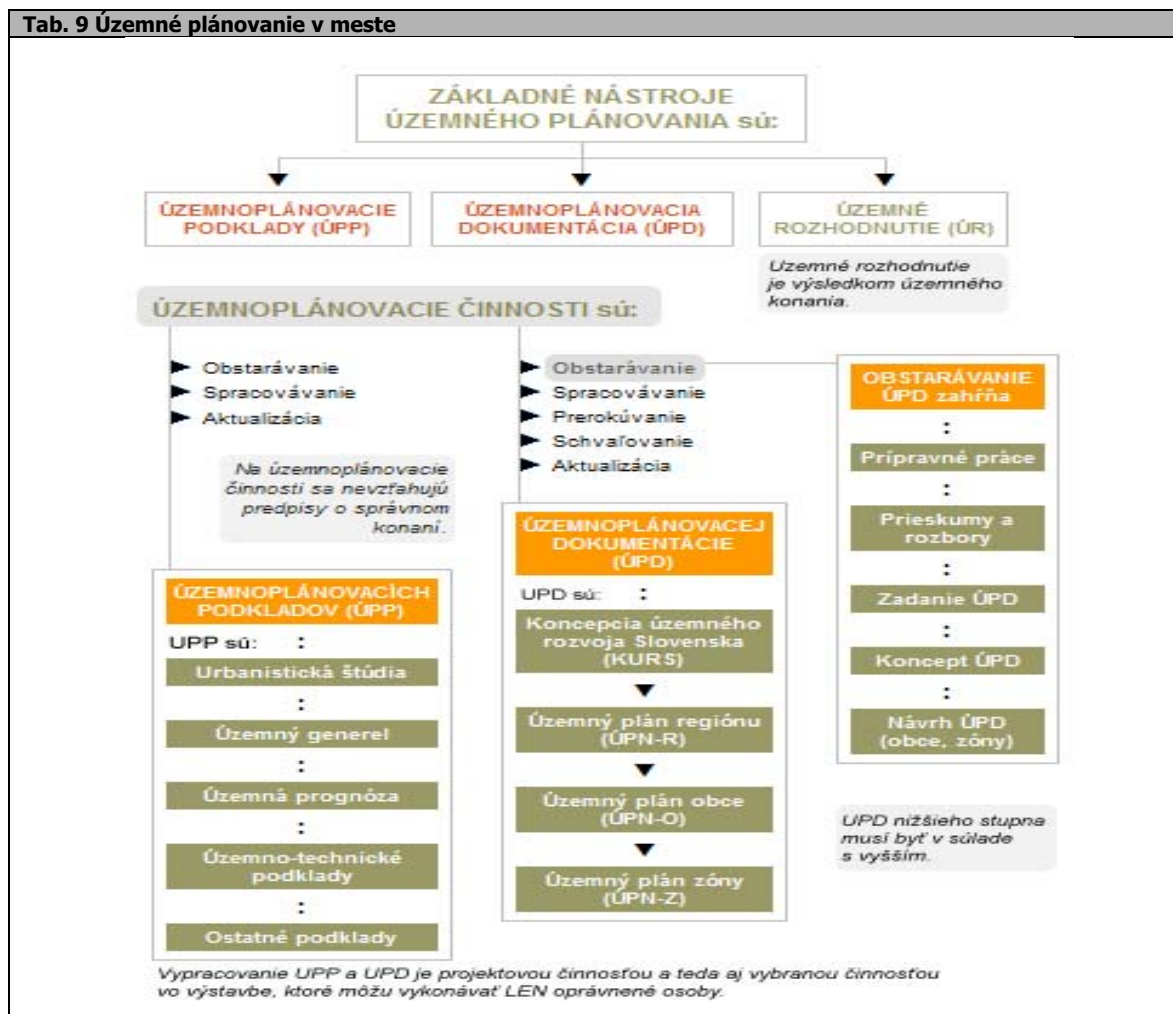 Tab. 9 Územné plánovanie v meste
ZÁKLADNÉ NÁSTROJE
ÚZEMNÉHO PLÁNOVANIA sú:
ÚZEMNOPLÁNOVACIE
PODKLADY (ÚPP)
ÚZEMNOPLÁNOVACIA
DOKUMENTÁCIA (ÚPD)
ÚZEMNÉ
ROZHODNUTIE (ÚR)
Uzemné rozhodnutie
je výsledkom územného
konania.
ÚZEMNOPLÁNOVACIE ČINNOSTI sú:
Obstarávanie
Spracovávanie
Aktualizácia
Na územnoplánovacie
činnosti sa nevzťahujú
predpisy o správnom
konaní.
ÚZEMNOPLÁNOVACÍCH
PODKLADOV (ÚPP)
UPP sú: :
Urbanistická štúdia
:
Územný generel
:
Územná prognóza
:
Územno-technické
podklady
:
Ostatné podklady
Obstarávanie
Spracovávanie
Prerokúvanie
Schvaľovanie
Aktualizácia
ÚZEMNOPLÁNOVACEJ
DOKUMENTÁCIE
(ÚPD)
UPD sú: :
Koncepcia územného
rozvoja Slovenska
(KURS)
Územný plán regiónu
(ÚPN-R)
Územný plán obce
(ÚPN-O)
Územný plán zóny
(ÚPN-Z)
OBSTARÁVANIE
ÚPD zahŕňa
:
Prípravné práce
:
Prieskumy a
rozbory
:
Zadanie ÚPD
:
Koncept ÚPD
:
Návrh ÚPD
(obce, zóny)
UPD nižšieho stupna
musí byť v súlade
s vyšším.
Vypracovanie UPP a UPD je projektovou činnosťou a teda aj vybranou činnosťou
vo výstavbe, ktoré môžu vykonávať LEN oprávnené osoby.